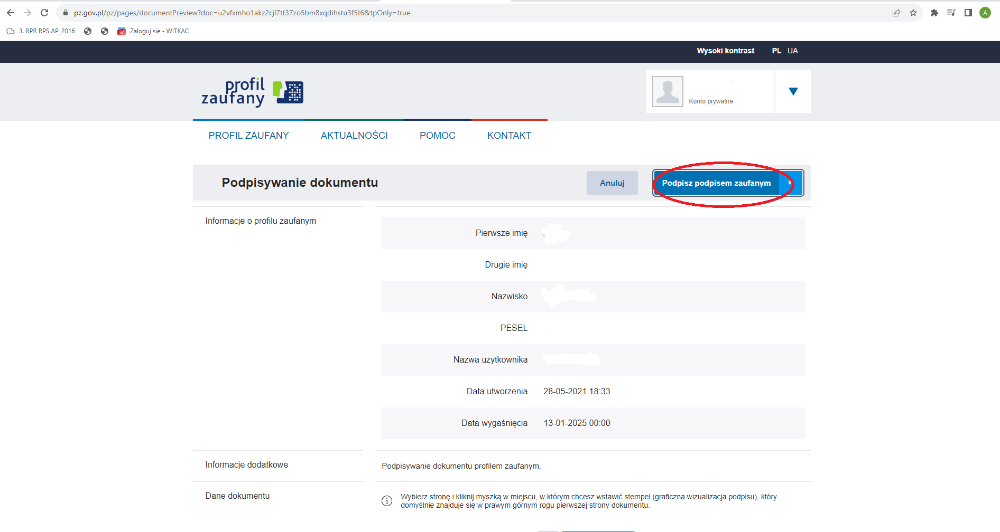 pz.gov.pl/pz/pages/documentPreview?doc=u2vfxmho1akz2cjl7tt37zo5bm8xqdihstu3f5t6&tpOnly=true
A
3. RPR RPS AP_2016
Zaloguj się - WITKAC
Wysoki kontrast PL UA
profil
zaufany
Konto prywatne
PROFIL ZAUFANY AKTUALNOŚCI POMOC KONTAKT
Podpisywanie dokumentu
Anuluj
Podpisz podpisem zaufanym
Informacje o profilu zaufanym
Pierwsze imię
Drugie imię
Nazwisko
PESEL
Nazwa użytkownika
Data utworzenia 28-05-2021 18:33
Data wygaśnięcia 13-01-2025 00:00
Informacje dodatkowe
Podpisywanie dokumentu profilem zaufanym.
Dane dokumentu
Wybierz stronę i kliknij myszką w miejscu, w którym chcesz wstawić stempel (graficzna wizualizacja podpisu), który
domyślnie znajduje się w prawym górnym rogu pierwszej strony dokumentu.